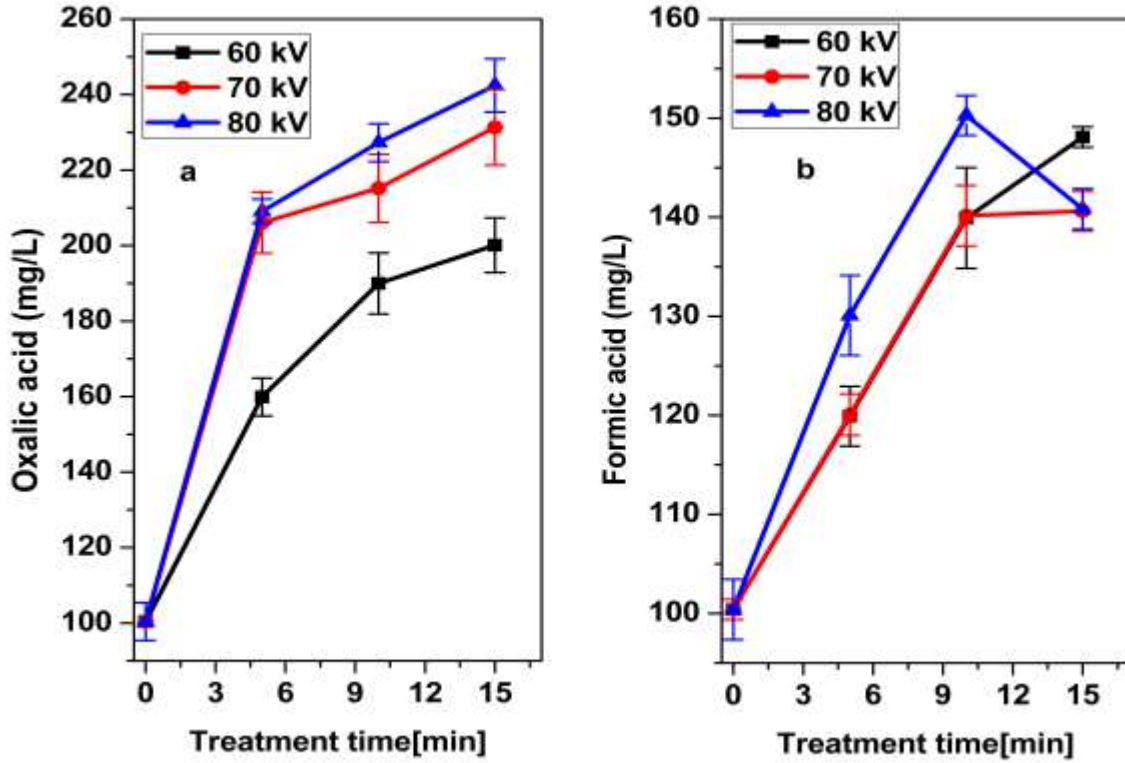 260
240
220
200
180
160
140
120
100
Oxalic acid (mg/L)
60 kV
70 kV
80 kV
a
0 3 6 9 12 15
Treatment time[min]
160
150
140
130
120
110
100
Formic acid (mg/L)
60 kV
70 kV
80 kV
b
0 3 6 9 12 15
Treatment time[min]